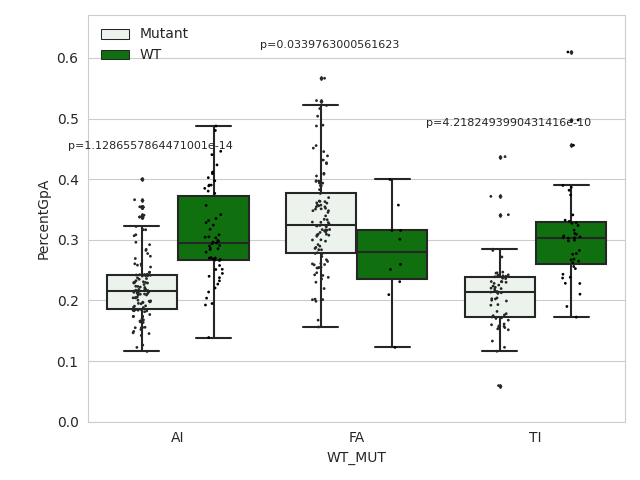 Mutant
WT
p=0.0339763000561623
p=4.2182493990431416e-10
p=1.1286557864471001e-14
PercentGpA
0.6
0.5
0.4
0.3
0.2
0.1
0.0
AI FA TI
WT_MUT